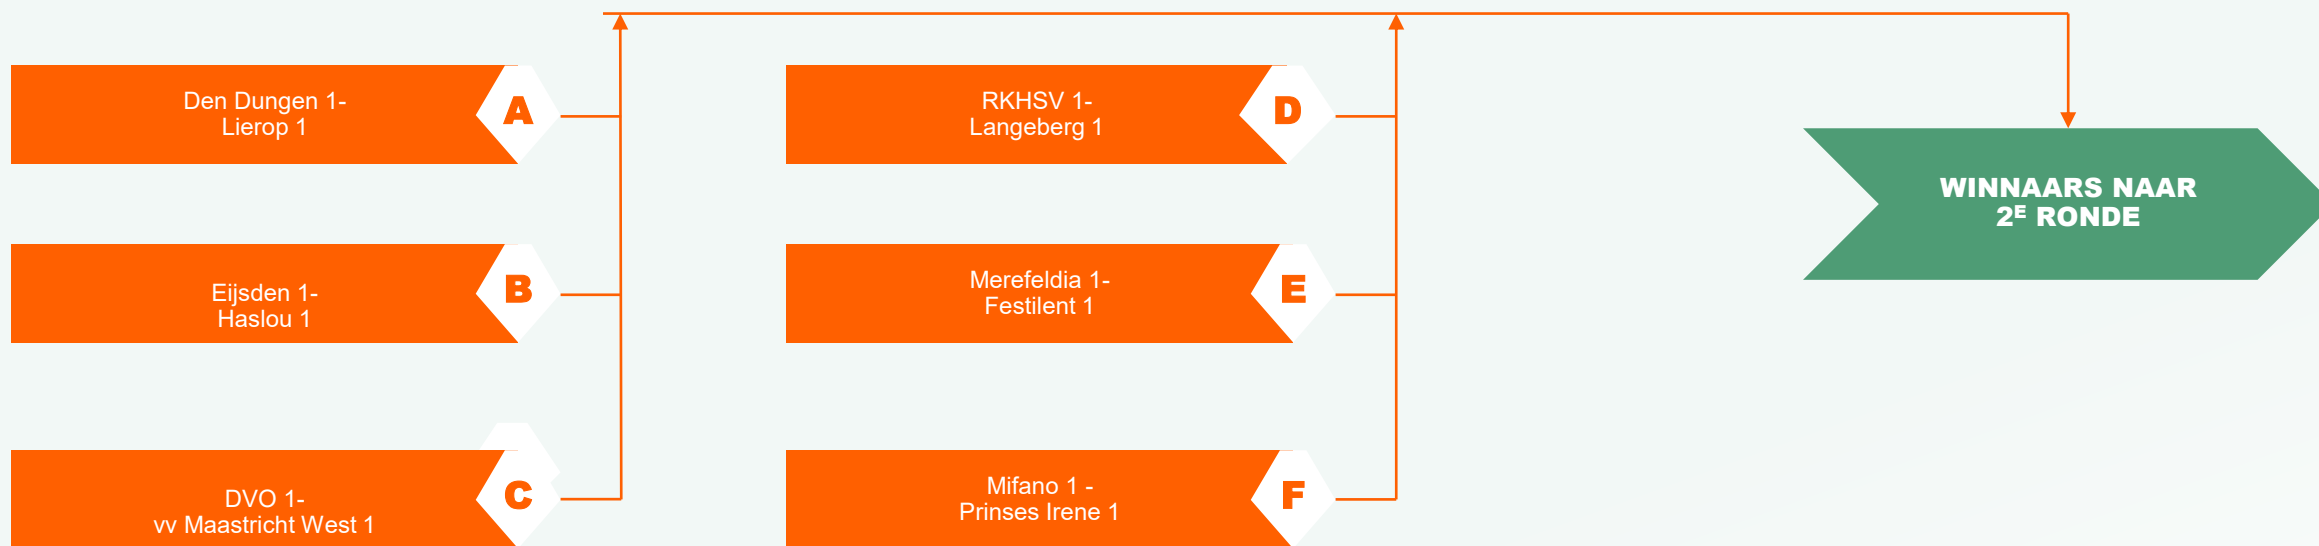 Den Dungen 1-
Lierop 1
A
Eijsden 1-
Haslou 1
B
DVO 1-
vv Maastricht West 1
C
RKHSV 1-
Langeberg 1
D
Merefeldia 1-
Festilent 1
E
Mifano 1 -
Prinses Irene 1
F
WINNAARS NAAR
2E RONDE